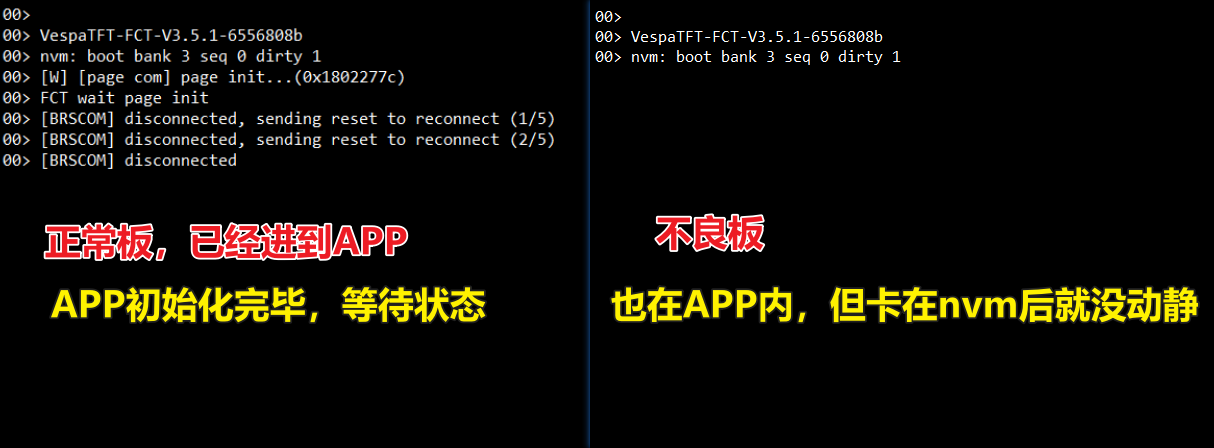 00>
00> VespaTFT-FCT-V3.5.1-6556808b
00> nvm: boot bank 3 seq 0 dirty 1
00> [W] [page com] page init...(0x1802277c)
00> FCT wait page init
00> [BRSCOM] disconnected, sending reset to reconnect (1/5)
00> [BRSCOM] disconnected, sending reset to reconnect (2/5)
00> [BRSCOM] disconnected
正常板，已经进到APP
APP初始化完毕，等待状态
00>
00> VespaTFT-FCT-V3.5.1-6556808b
00> nvm: boot bank 3 seq 0 dirty 1
不良板
也在APP内，但卡在nvm后就没动静